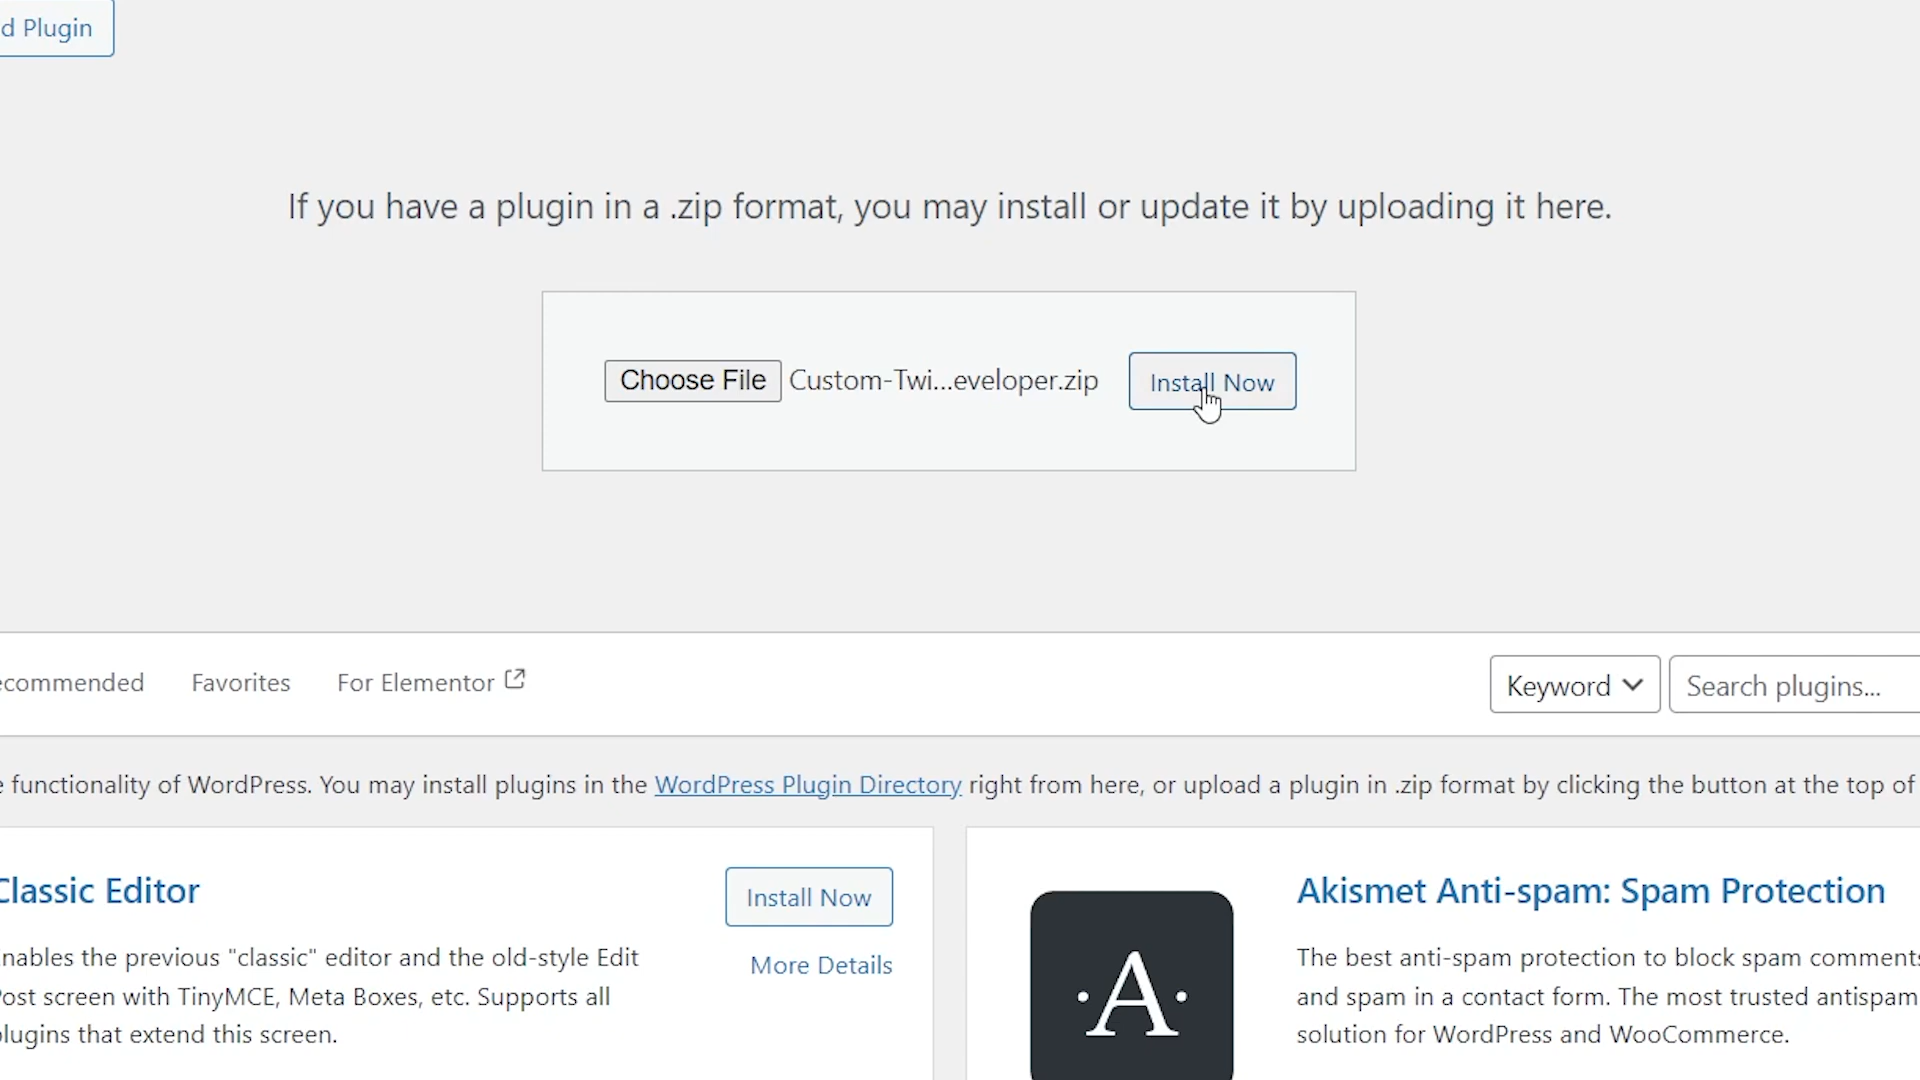 d Plugin
If you have a plugin in a .zip format, you may install or update it by uploading it here.
Choose File Custom-Twi...eveloper.zip Install Now
ecommended Favorites For Elementor Keyword Search plugins...
e functionality of WordPress. You may install plugins in the WordPress Plugin Directory right from here, or upload a plugin in .zip format by clicking the button at the top of
Classic Editor
Install Now
nables the previous "classic" editor and the old-style Edit
Post screen with TinyMCE, Meta Boxes, etc. Supports all
plugins that extend this screen.
More Details
·A·
Akismet Anti-spam: Spam Protection
The best anti-spam protection to block spam comments
and spam in a contact form. The most trusted antispam
solution for WordPress and WooCommerce.